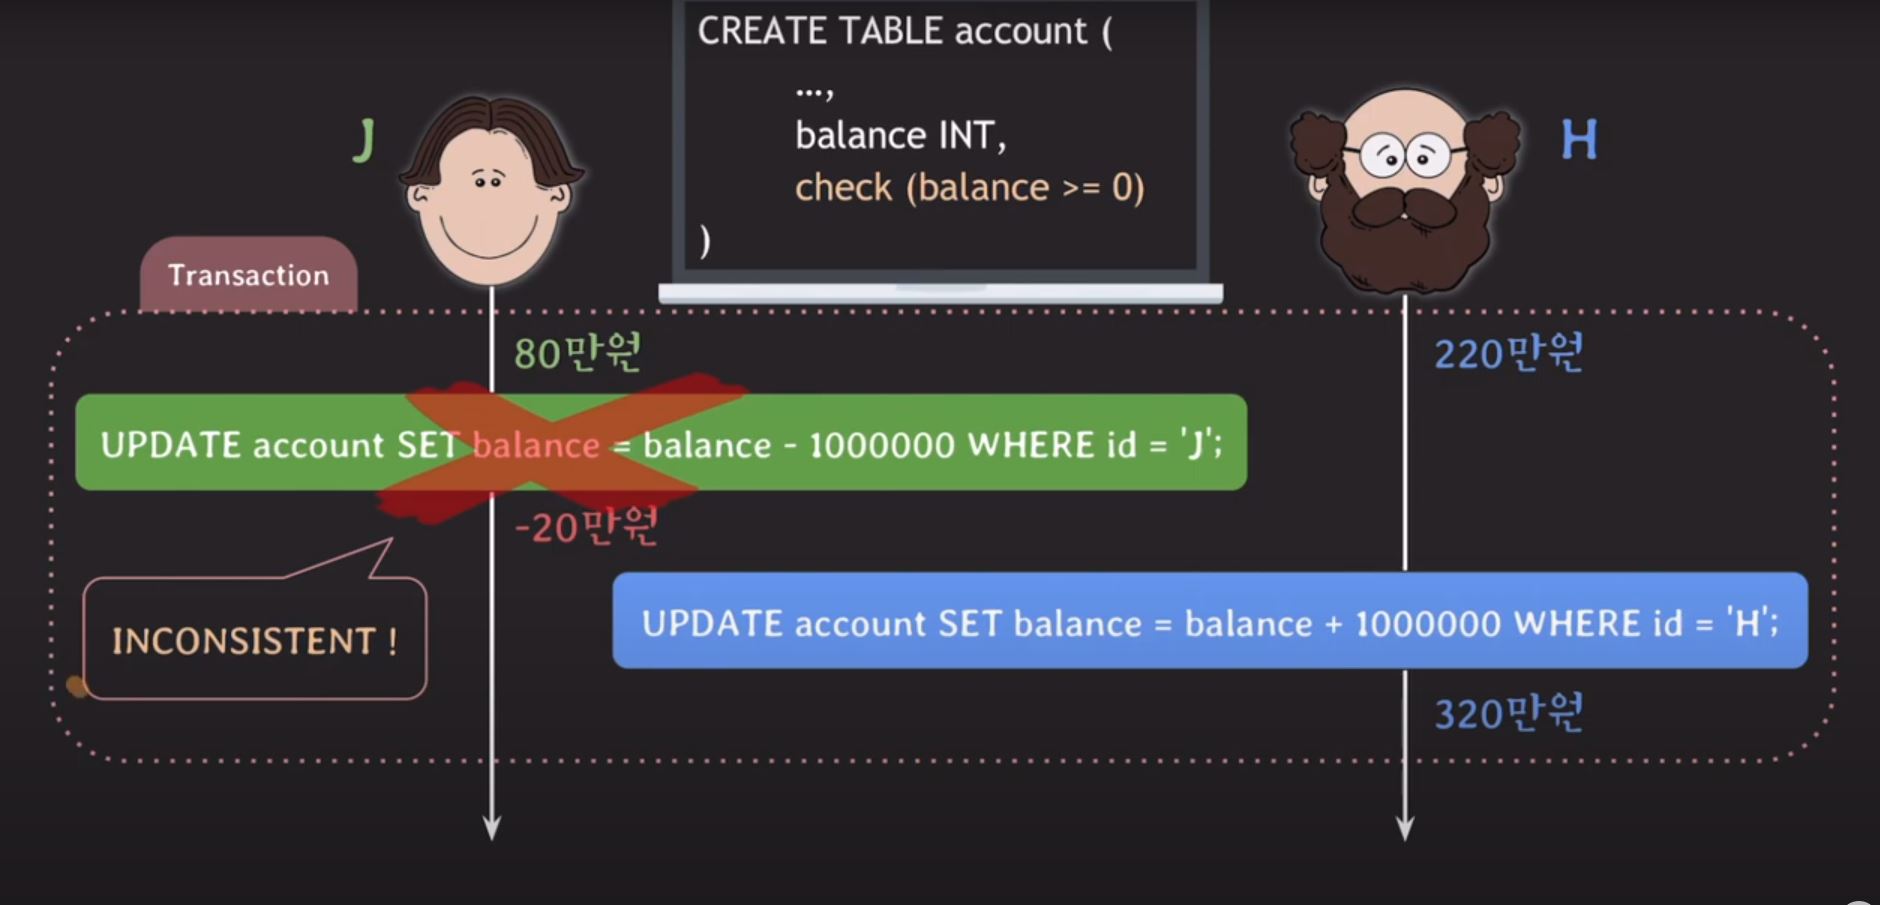 CREATE TABLE account (
...,
balance INT,
check (balance >= 0)
)
J
H
Transaction
80만원
220만원
UPDATE account SET balance = balance - 1000000 WHERE id = 'J';
-20만원
INCONSISTENT !
UPDATE account SET balance = balance + 1000000 WHERE id = 'H';
320만원